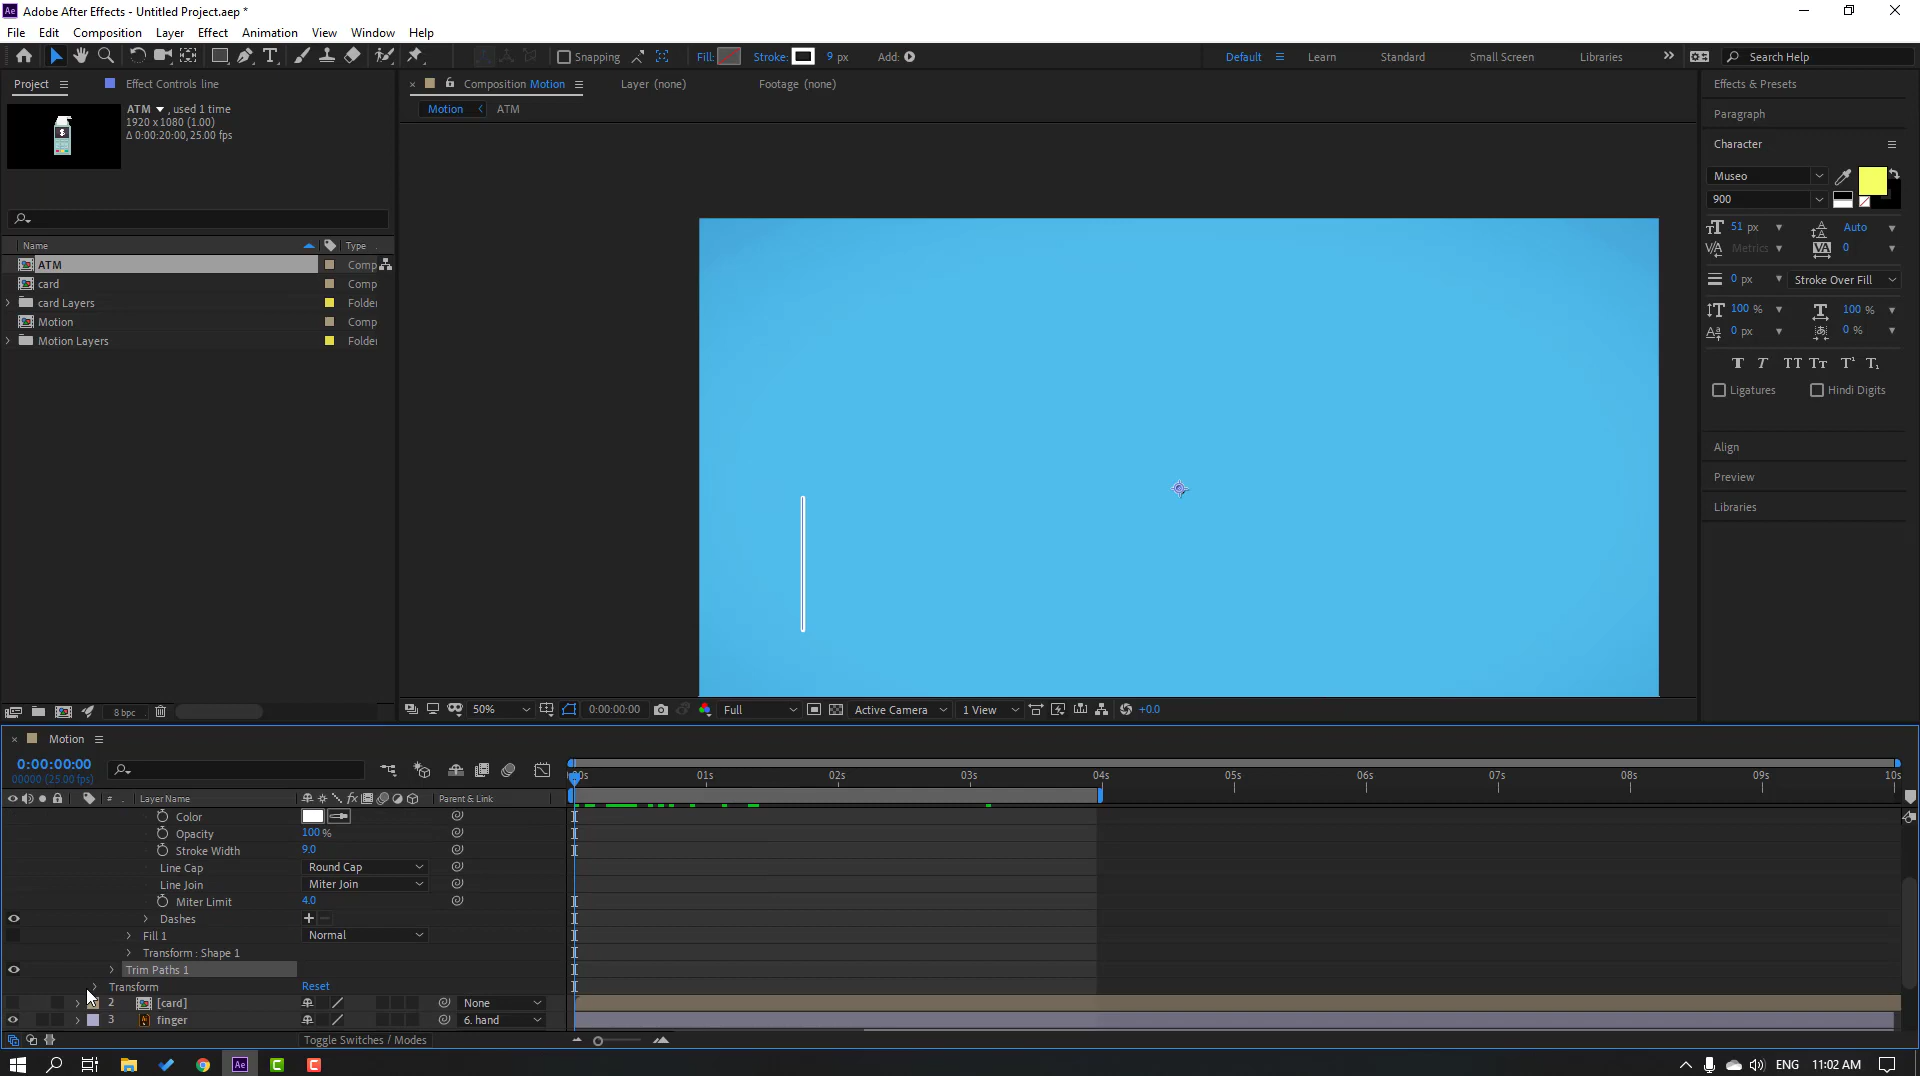 Adobe After Effects - Untitled Project.aep *
File Edit Composition Layer Effect Animation View Window Help
Snapping Fill: Stroke: 9 px Add: Default Learn Standard Small Screen Libraries Search Help
Project Effect Controls line
Composition Motion Layer (none) Footage (none)
Motion ATM
ATM , used 1 time
1920 x 1080 (1.00)
Δ 0:00:20:00, 25.00 fps
Name Type
ATM Comp
card Comp
card Layers Folder
Motion Comp
Motion Layers Folder
8 bpc
50% 0:00:00:00 Full Active Camera 1 View +0.0
Effects & Presets
Paragraph
Character
Museo
900
51 px Auto
Metrics 0
0 px Stroke Over Fill
100 % 100 %
0 px 0 %
Ligatures Hindi Digits
Align
Preview
Libraries
Motion
0:00:00:00
00000 (25.00 fps)
# Layer Name Parent & Link
:00s 01s 02s 03s 04s 05s 06s 07s 08s 09s 10s
Color
Opacity 100 %
Stroke Width 9.0
Line Cap Round Cap
Line Join Miter Join
Miter Limit 4.0
Dashes
Fill 1 Normal
Transform : Shape 1
Trim Paths 1
Transform Reset
2 [card] None
3 finger 6. hand
Toggle Switches / Modes
ENG 11:02 AM